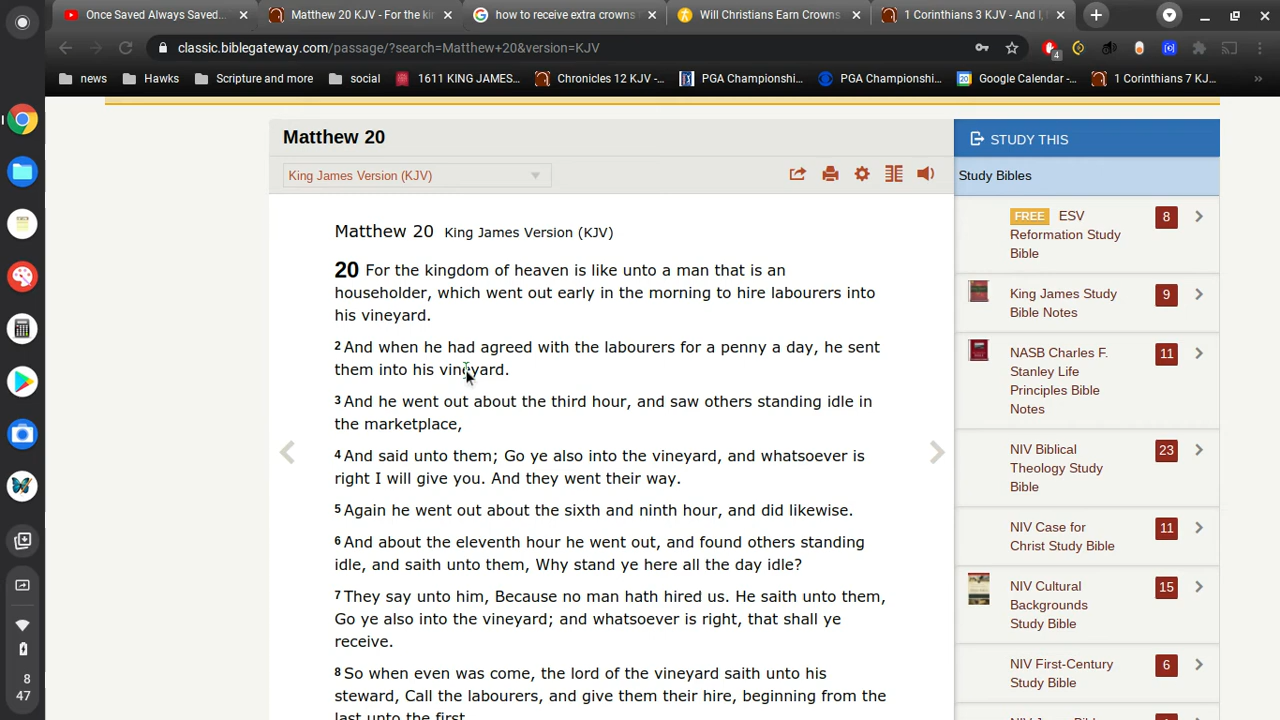 Once Saved Always Saved...
Matthew 20 KJV - For the kin
how to receive extra crowns
Will Christians Earn Crowns
1 Corinthians 3 KJV - And I,
classic.biblegateway.com/passage/?search=Matthew+20&version=KJV
4
news
Hawks
Scripture and more
social
1611 KING JAMES...
Chronicles 12 KJV -...
PGA Championshi...
PGA Championshi...
20
Google Calendar -...
1 Corinthians 7 KJ...
»
Matthew 20
King James Version (KJV)
Matthew 20 King James Version (KJV)
20 For the kingdom of heaven is like unto a man that is an
householder, which went out early in the morning to hire labourers into
his vineyard.
2 And when he had agreed with the labourers for a penny a day, he sent
them into his vineyard.
3 And he went out about the third hour, and saw others standing idle in
the marketplace,
4 And said unto them; Go ye also into the vineyard, and whatsoever is
right I will give you. And they went their way.
5 Again he went out about the sixth and ninth hour, and did likewise.
6 And about the eleventh hour he went out, and found others standing
idle, and saith unto them, Why stand ye here all the day idle?
7 They say unto him, Because no man hath hired us. He saith unto them,
Go ye also into the vineyard; and whatsoever is right, that shall ye
receive.
8 So when even was come, the lord of the vineyard saith unto his
steward, Call the labourers, and give them their hire, beginning from the
last unto the first.
STUDY THIS
Study Bibles
FREE ESV
Reformation Study
Bible
8
King James Study
Bible Notes
9
NASB Charles F.
Stanley Life
Principles Bible
Notes
11
NIV Biblical
Theology Study
Bible
23
NIV Case for
Christ Study Bible
11
NIV Cultural
Backgrounds
Study Bible
15
NIV First-Century
Study Bible
6
8
47